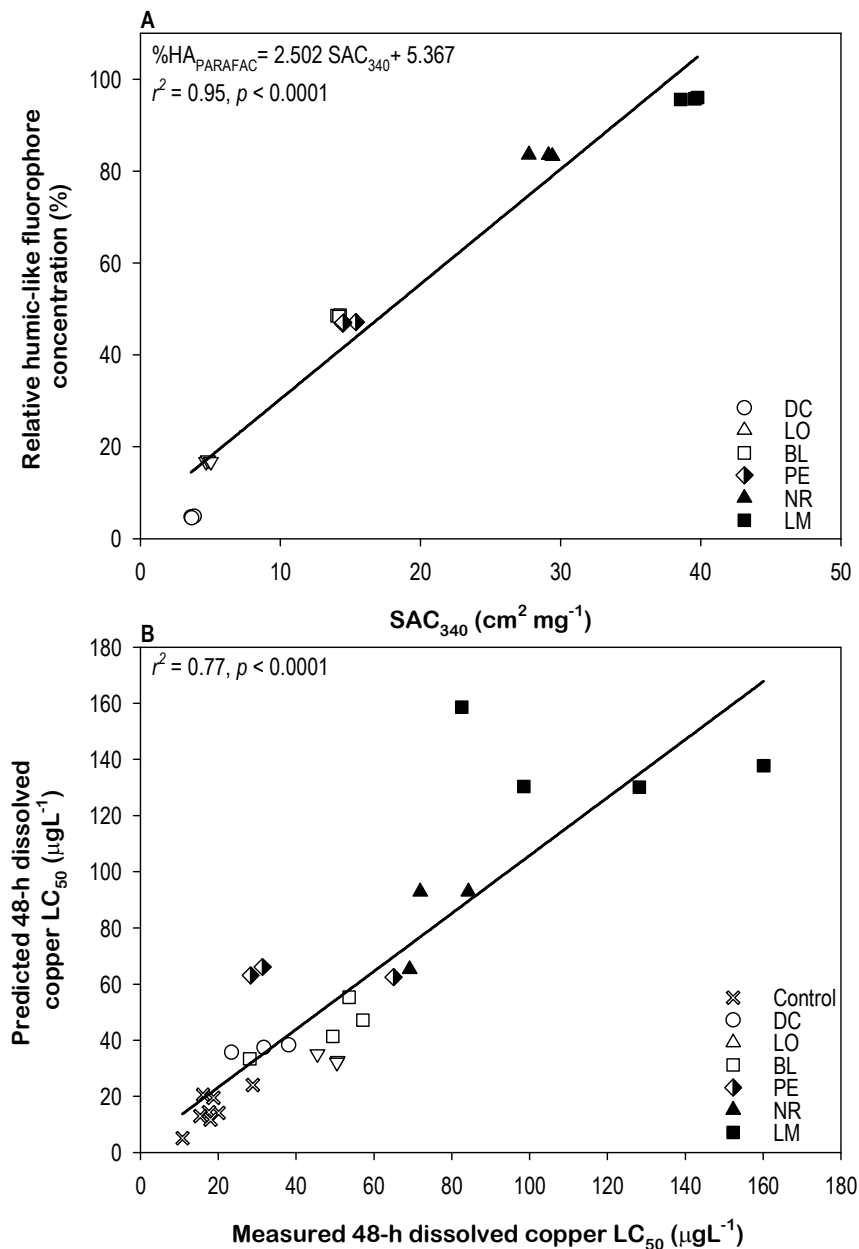 A
%HA_PARAFAC = 2.502 SAC_340 + 5.367
r² = 0.95, p < 0.0001
Relative humic-like fluorophore
concentration (%)
100
80
60
40
20
0
DC
LO
BL
PE
NR
LM
0 10 20 30 40 50
SAC_340 (cm² mg⁻¹)
B
r² = 0.77, p < 0.0001
Predicted 48-h dissolved
copper LC_50 (µgL⁻¹)
180
160
140
120
100
80
60
40
20
0
Control
DC
LO
BL
PE
NR
LM
0 20 40 60 80 100 120 140 160 180
Measured 48-h dissolved copper LC_50 (µgL⁻¹)